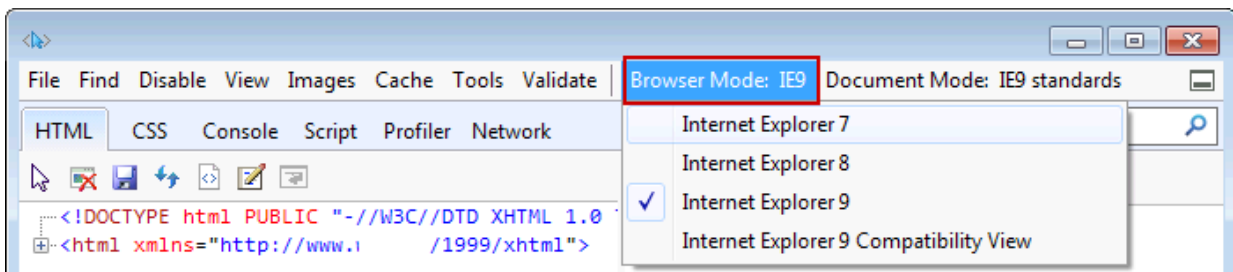 File Find Disable View Images Cache Tools Validate Browser Mode: IE9 Document Mode: IE9 standards
HTML CSS Console Script Profiler Network
Internet Explorer 7
Internet Explorer 8
Internet Explorer 9
Internet Explorer 9 Compatibility View
<!DOCTYPE html PUBLIC "-//W3C//DTD XHTML 1.0
<html xmlns="http://www. /1999/xhtml">